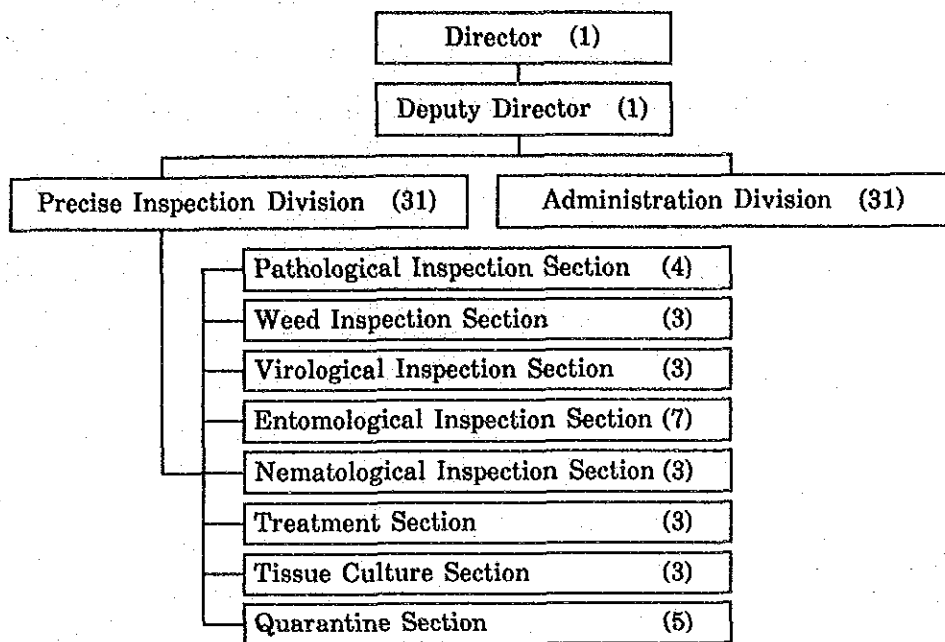 Director (1)
Deputy Director (1)
Precise Inspection Division (31)
Administration Division (31)
Pathological Inspection Section (4)
Weed Inspection Section (3)
Virological Inspection Section (3)
Entomological Inspection Section (7)
Nematological Inspection Section (3)
Treatment Section (3)
Tissue Culture Section (3)
Quarantine Section (5)